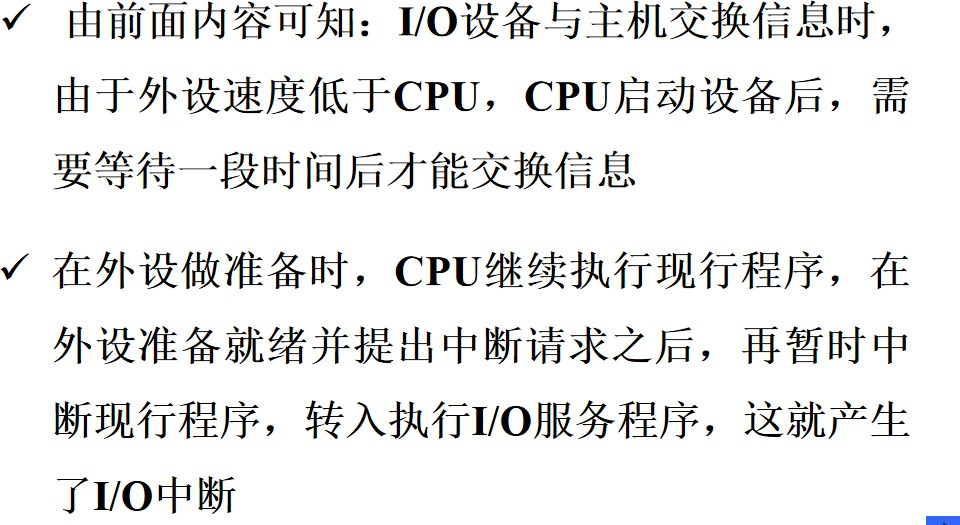 ✓ 由前面内容可知：I/O设备与主机交换信息时，
由于外设速度低于CPU，CPU启动设备后，需
要等待一段时间后才能交换信息
✓ 在外设做准备时，CPU继续执行现行程序，在
外设准备就绪并提出中断请求之后，再暂时中
断现行程序，转入执行I/O服务程序，这就产生
了I/O中断